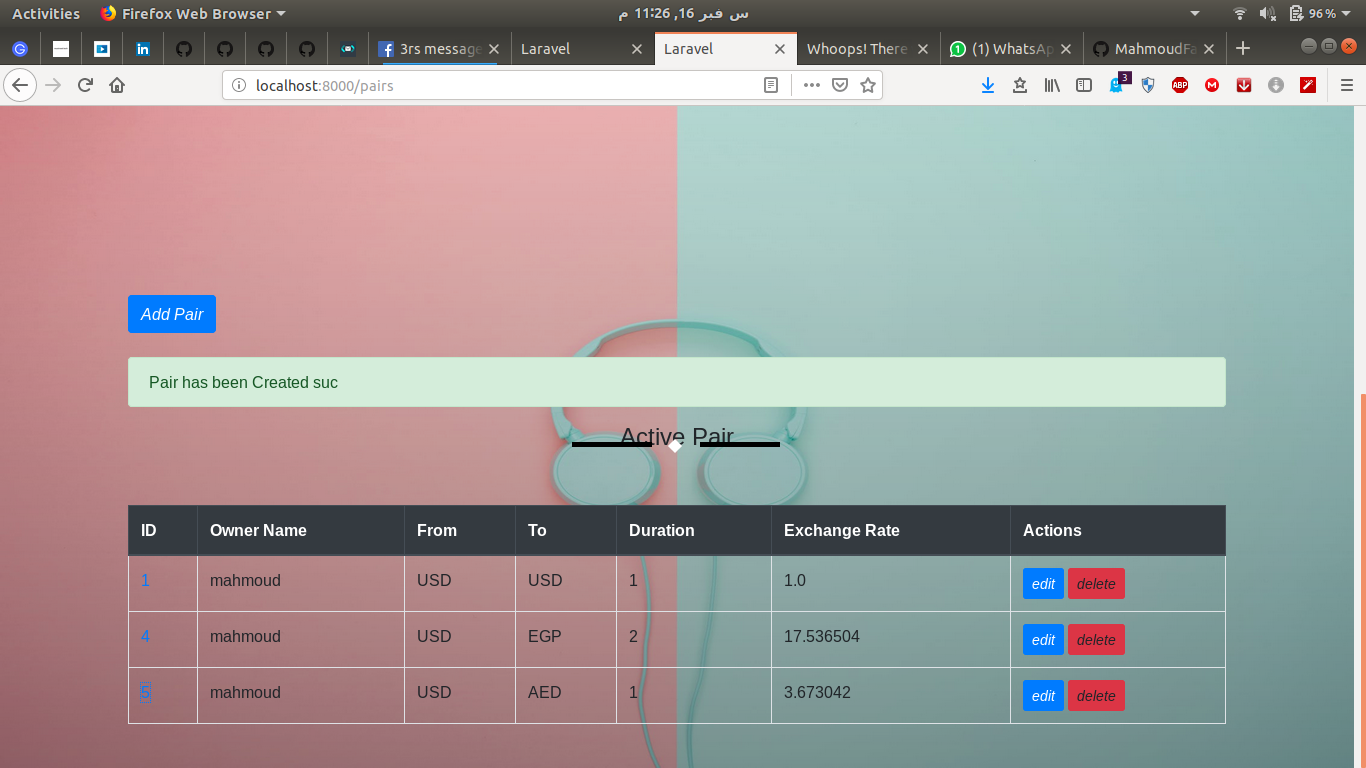 Activities Firefox Web Browser س فبر 16, 11:26 م 96 %
3rs message Laravel Laravel Whoops! There (1) WhatsAp MahmoudFa
localhost:8000/pairs 3 ABP
Add Pair
Pair has been Created suc
Active Pair
ID Owner Name From To Duration Exchange Rate Actions
1 mahmoud USD USD 1 1.0 edit delete
4 mahmoud USD EGP 2 17.536504 edit delete
5 mahmoud USD AED 1 3.673042 edit delete